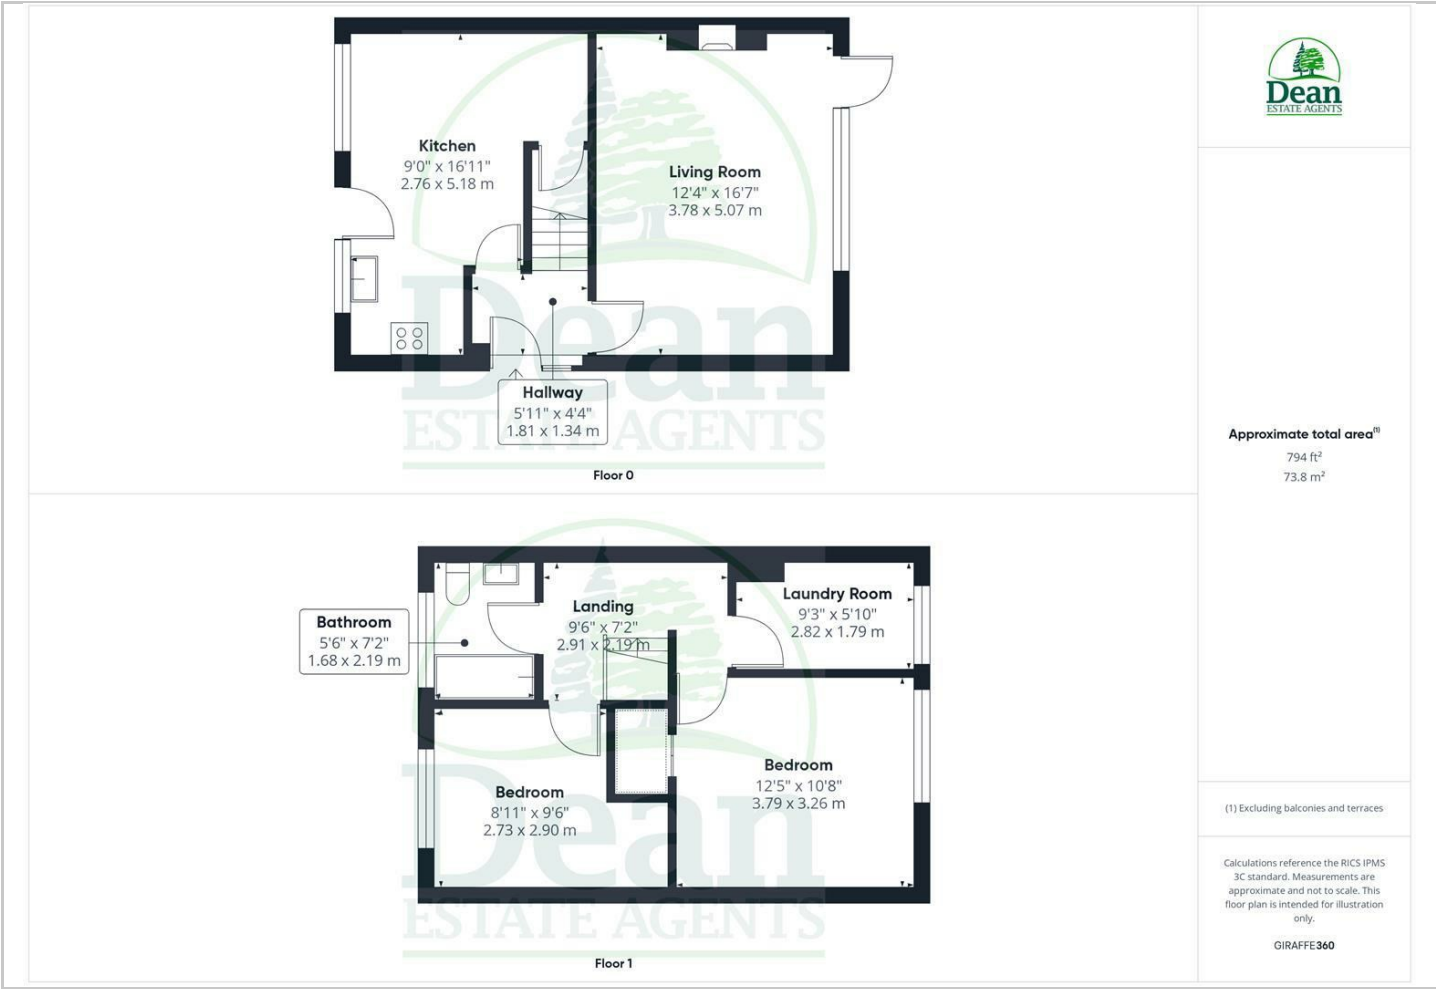 Kitchen
9'0" x 16'11"
2.76 x 5.18 m
Living Room
12'4" x 16'7"
3.78 x 5.07 m
Hallway
5'11" x 4'4"
1.81 x 1.34 m
Dean
ESTATE AGENTS
Floor 0
Bathroom
5'6" x 7'2"
1.68 x 2.19 m
Landing
9'6" x 7'2"
2.91 x 2.19 m
Laundry Room
9'3" x 5'10"
2.82 x 1.79 m
Bedroom
8'11" x 9'6"
2.73 x 2.90 m
Bedroom
12'5" x 10'8"
3.79 x 3.26 m
Dean
ESTATE AGENTS
Floor 1
Dean
ESTATE AGENTS
Approximate total area⁽¹⁾
794 ft²
73.8 m²
(1) Excluding balconies and terraces
Calculations reference the RICS IPMS
3C standard. Measurements are
approximate and not to scale. This
floor plan is intended for illustration
only.
GIRAFFE360